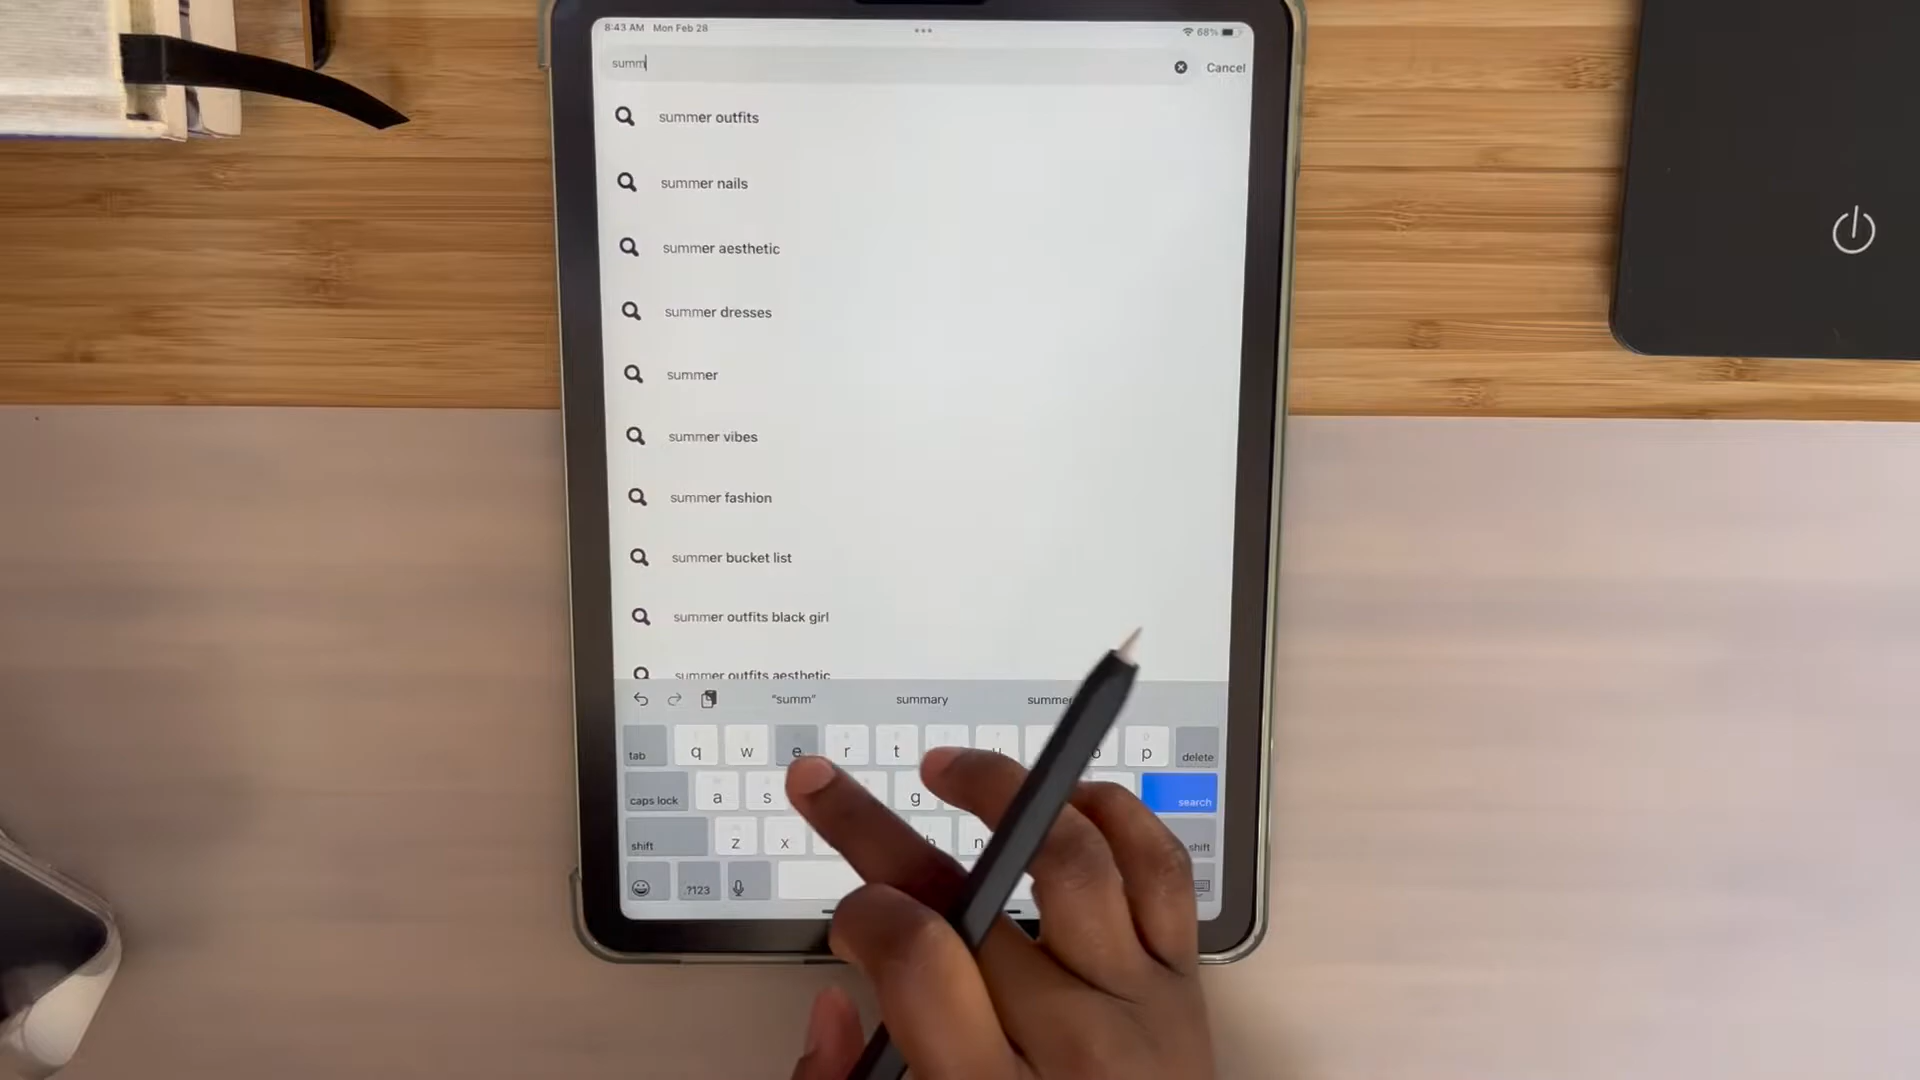 8:43 AM Mon Feb 28
68%
summ
Cancel
summer outfits
summer nails
summer aesthetic
summer dresses
summer
summer vibes
summer fashion
summer bucket list
summer outfits black girl
summer outfits aesthetic
"summ" summary summer
tab q w e r t p delete
caps lock a s g search
shift z x n shift
.?123